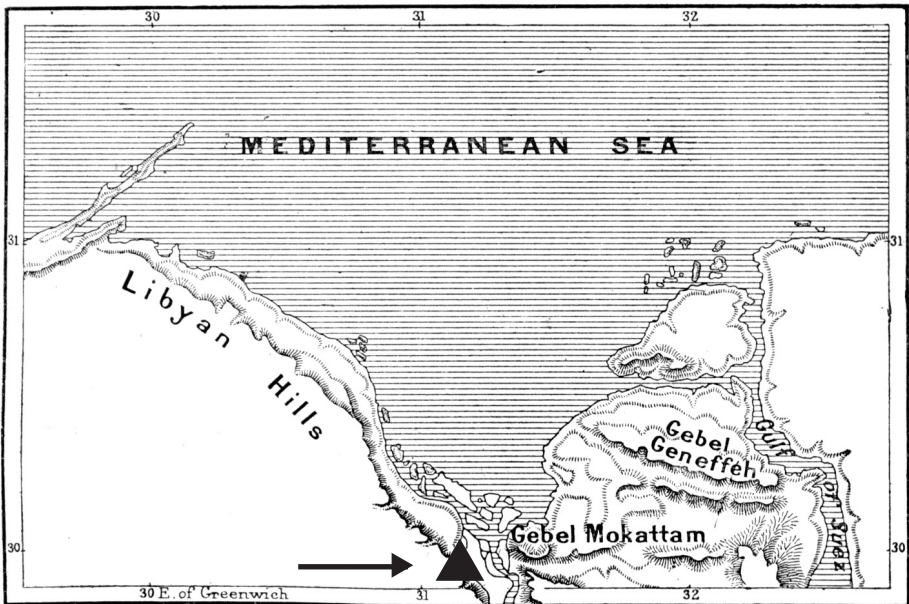 30 31 32
MEDITERRANEAN SEA
31 31
Libyan Hills
Gebel
Geneffeh
Gulf of Suez
Gebel Mokattam
30 30
30 E. of Greenwich 31 32